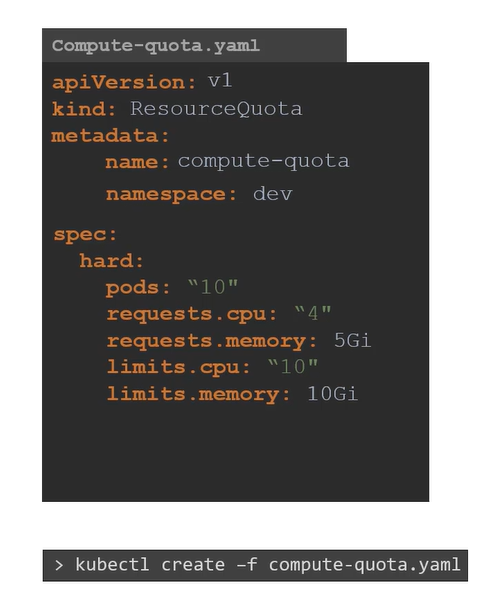 Compute-quota.yaml
apiVersion: v1
kind: ResourceQuota
metadata:
name: compute-quota
namespace: dev
spec:
hard:
pods: “10"
requests.cpu: “4"
requests.memory: 5Gi
limits.cpu: “10"
limits.memory: 10Gi
> kubectl create –f compute-quota.yaml